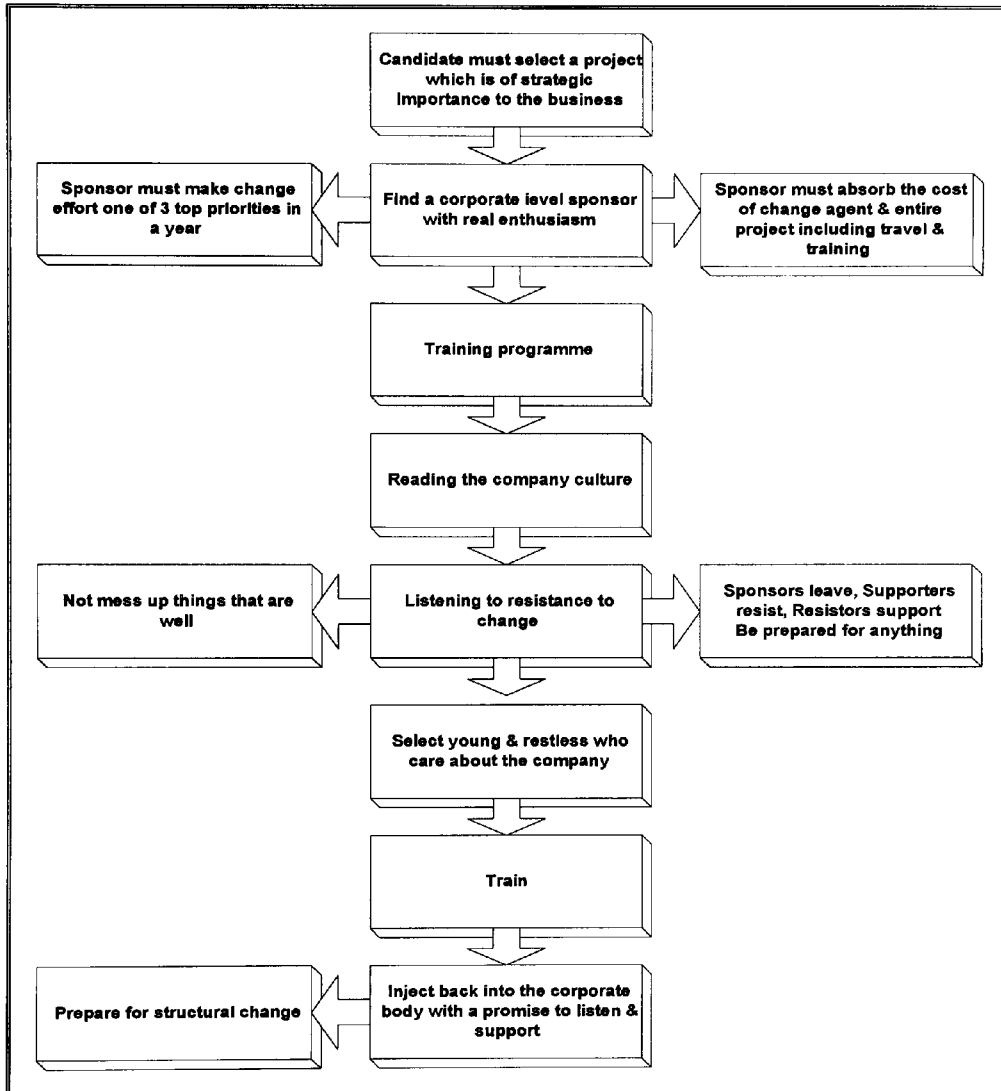 Candidate must select a project
which is of strategic
Importance to the business
Sponsor must make change
effort one of 3 top priorities in
a year
Find a corporate level sponsor
with real enthusiasm
Sponsor must absorb the cost
of change agent & entire
project including travel &
training
Training programme
Reading the company culture
Not mess up things that are
well
Listening to resistance to
change
Sponsors leave, Supporters
resist, Resistors support
Be prepared for anything
Select young & restless who
care about the company
Train
Prepare for structural change
Inject back into the corporate
body with a promise to listen &
support